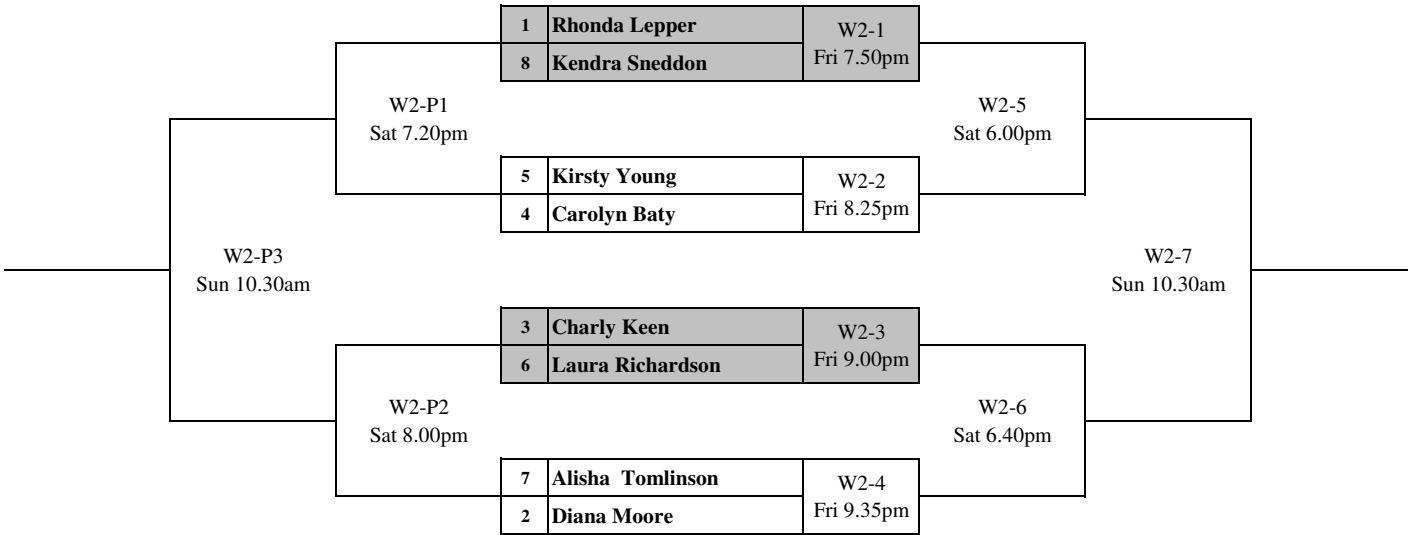 1 Rhonda Lepper W2-1
8 Kendra Sneddon Fri 7.50pm
W2-P1 W2-5
Sat 7.20pm Sat 6.00pm
5 Kirsty Young W2-2
4 Carolyn Baty Fri 8.25pm
W2-P3 W2-7
Sun 10.30am Sun 10.30am
3 Charly Keen W2-3
6 Laura Richardson Fri 9.00pm
W2-P2 W2-6
Sat 8.00pm Sat 6.40pm
7 Alisha  Tomlinson W2-4
2 Diana Moore Fri 9.35pm